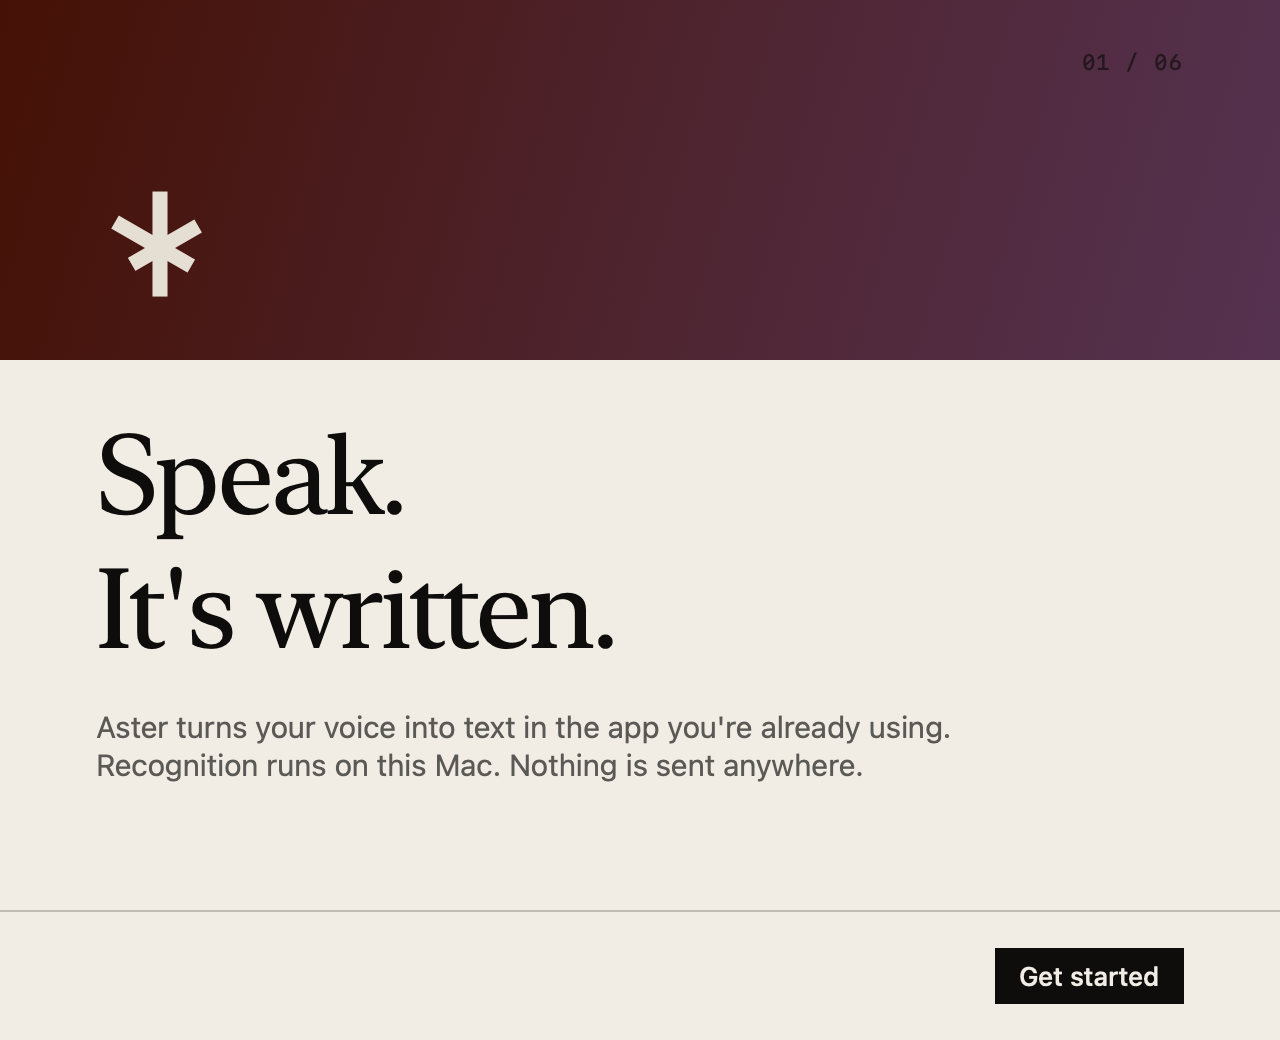 01 / 06
Speak.
It's written.
Aster turns your voice into text in the app you're already using.
Recognition runs on this Mac. Nothing is sent anywhere.
Get started